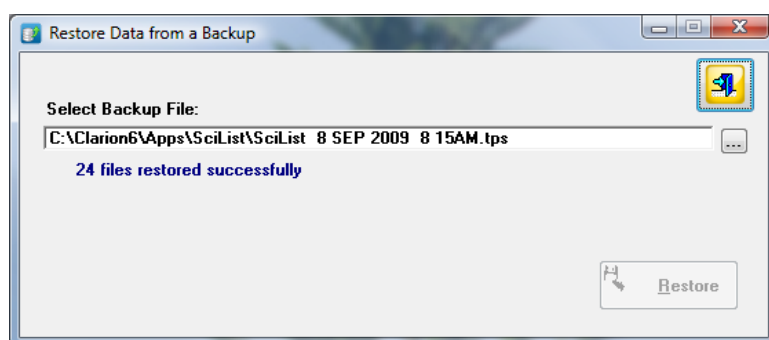 Restore Data from a Backup
Select Backup File:
C:\Clarion6\Apps\SciList\SciList 8 SEP 2009 8 15AM.tps
...
24 files restored successfully
Restore